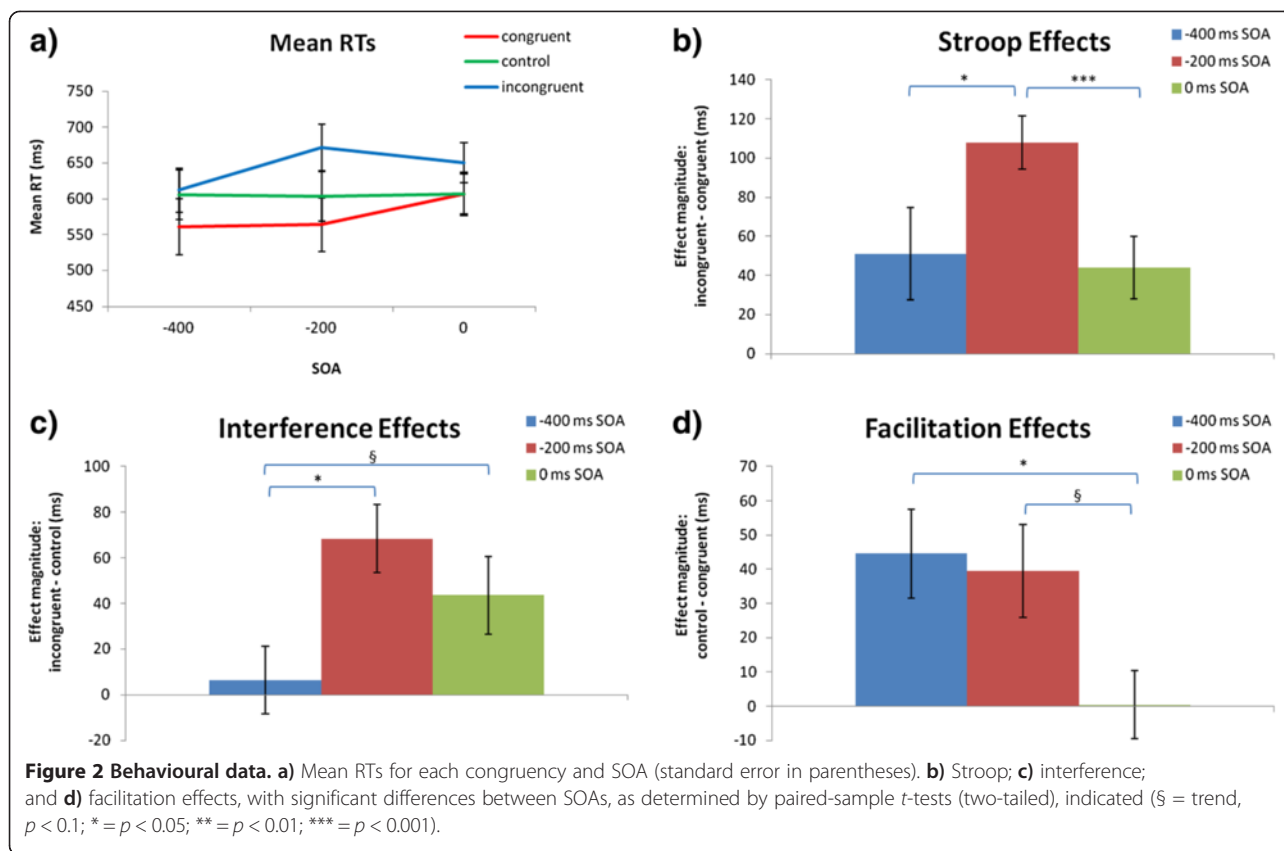 a)
Mean RTs
congruent
control
incongruent
750
700
650
600
550
500
450
Mean RT (ms)
-400
-200
0
SOA
b)
Stroop Effects
-400 ms SOA
-200 ms SOA
0 ms SOA
140
120
100
80
60
40
20
0
Effect magnitude:
incongruent - congruent (ms)
*
***
c)
Interference Effects
-400 ms SOA
-200 ms SOA
0 ms SOA
100
80
60
40
20
0
-20
Effect magnitude:
incongruent - control (ms)
§
*
d)
Facilitation Effects
-400 ms SOA
-200 ms SOA
0 ms SOA
70
60
50
40
30
20
10
0
-10
Effect magnitude:
control - congruent (ms)
*
§
Figure 2 Behavioural data. a) Mean RTs for each congruency and SOA (standard error in parentheses). b) Stroop; c) interference;
and d) facilitation effects, with significant differences between SOAs, as determined by paired-sample t-tests (two-tailed), indicated (§ = trend,
p < 0.1; * = p < 0.05; ** = p < 0.01; *** = p < 0.001).